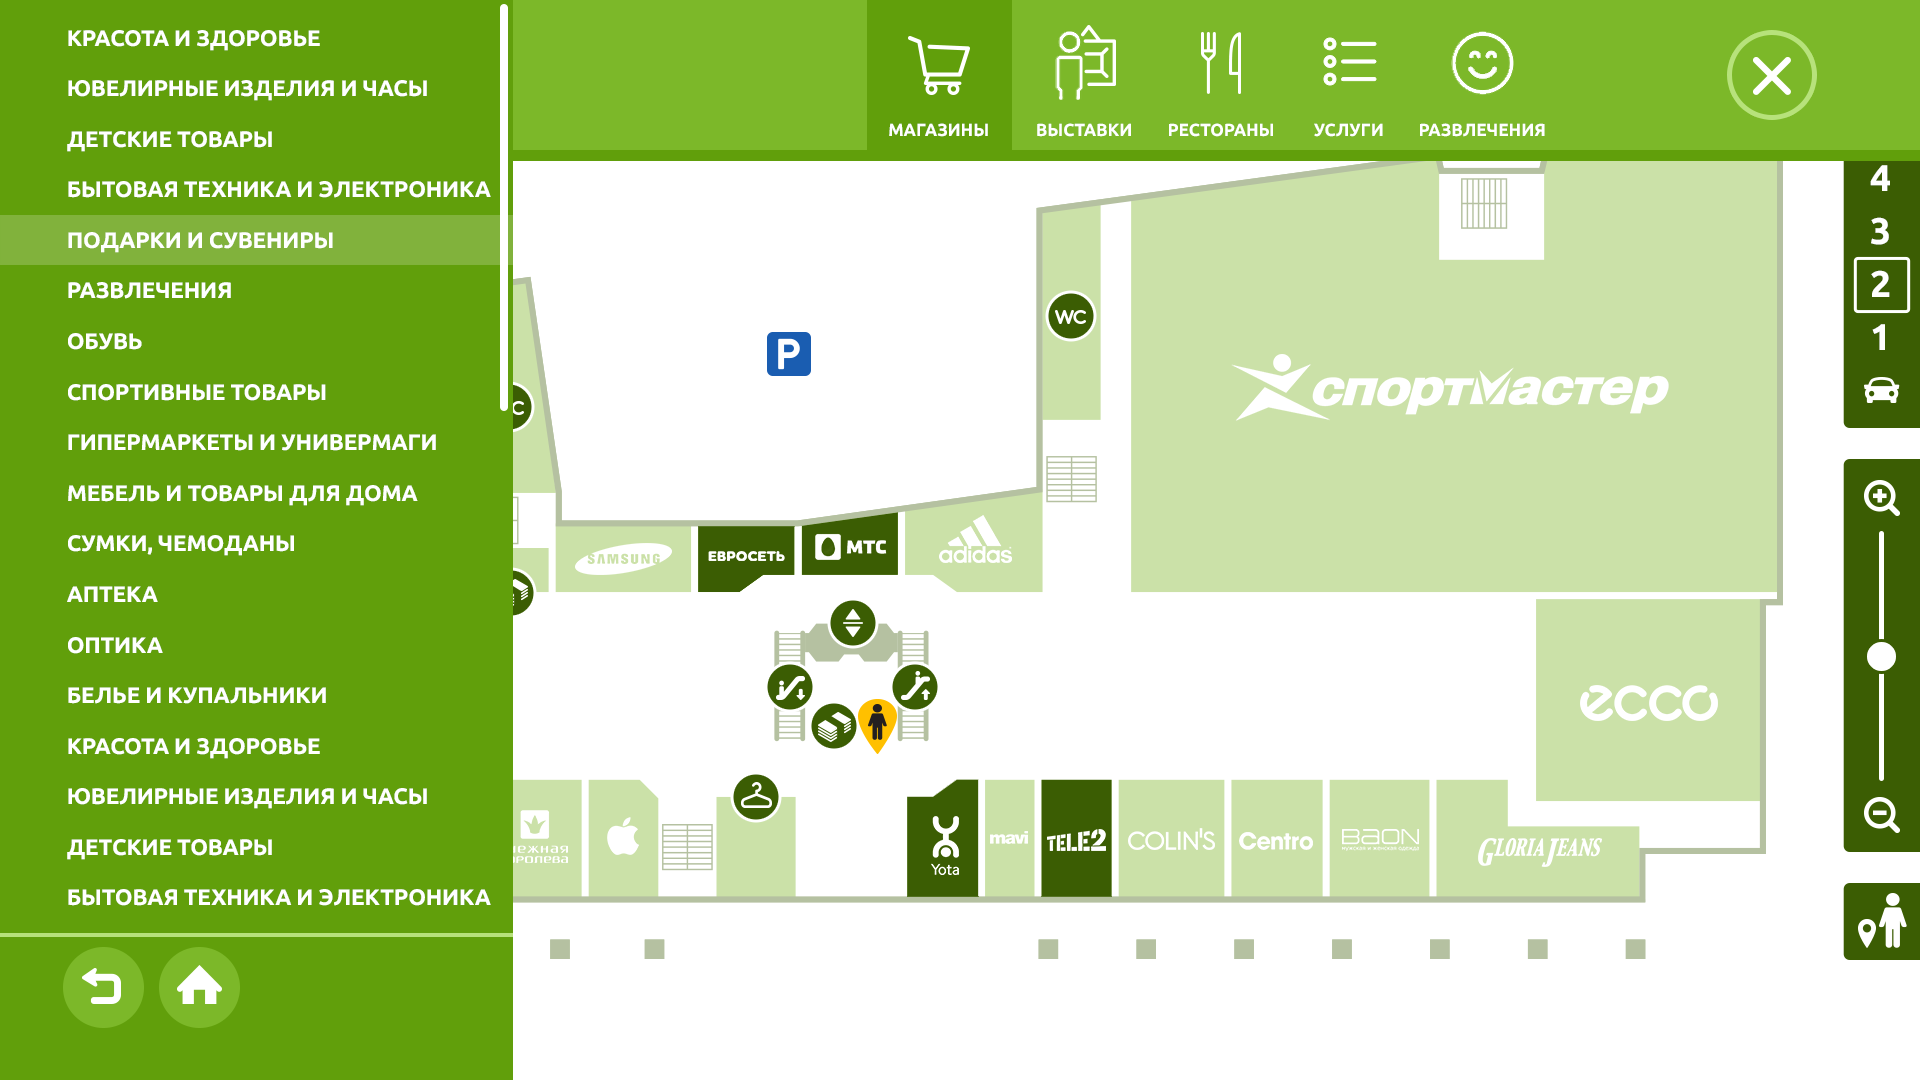 КРАСОТА И ЗДОРОВЬЕ
ЮВЕЛИРНЫЕ ИЗДЕЛИЯ И ЧАСЫ
ДЕТСКИЕ ТОВАРЫ
БЫТОВАЯ ТЕХНИКА И ЭЛЕКТРОНИКА
ПОДАРКИ И СУВЕНИРЫ
РАЗВЛЕЧЕНИЯ
ОБУВЬ
СПОРТИВНЫЕ ТОВАРЫ
ГИПЕРМАРКЕТЫ И УНИВЕРМАГИ
МЕБЕЛЬ И ТОВАРЫ ДЛЯ ДОМА
СУМКИ, ЧЕМОДАНЫ
АПТЕКА
ОПТИКА
БЕЛЬЕ И КУПАЛЬНИКИ
КРАСОТА И ЗДОРОВЬЕ
ЮВЕЛИРНЫЕ ИЗДЕЛИЯ И ЧАСЫ
ДЕТСКИЕ ТОВАРЫ
БЫТОВАЯ ТЕХНИКА И ЭЛЕКТРОНИКА
МАГАЗИНЫ
ВЫСТАВКИ
РЕСТОРАНЫ
УСЛУГИ
РАЗВЛЕЧЕНИЯ
4
3
2
1
WC
P
C
спортмастер
SAMSUNG
ЕВРОСЕТЬ
МТС
adidas
ecco
Yota
mavi
TELE2
COLIN'S
Centro
BAON
МУЖСКАЯ И ЖЕНСКАЯ ОДЕЖДА
GLORIA JEANS